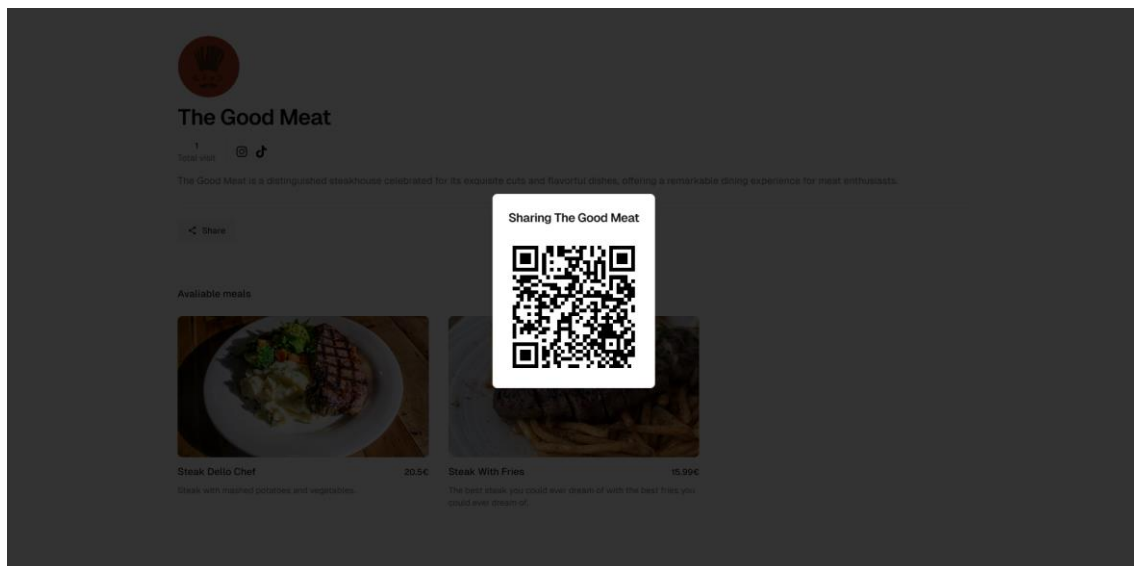 The Good Meat
1
Total visit
The Good Meat is a distinguished steakhouse celebrated for its exquisite cuts and flavorful dishes, offering a remarkable dining experience for meat enthusiasts.
Sharing The Good Meat
Share
Avaliable meals
Steak Dello Chef 20.5€
Steak with mashed potatoes and vegetables.
Steak With Fries 15.99€
The best steak you could ever dream of with the best fries you
could ever dream of.